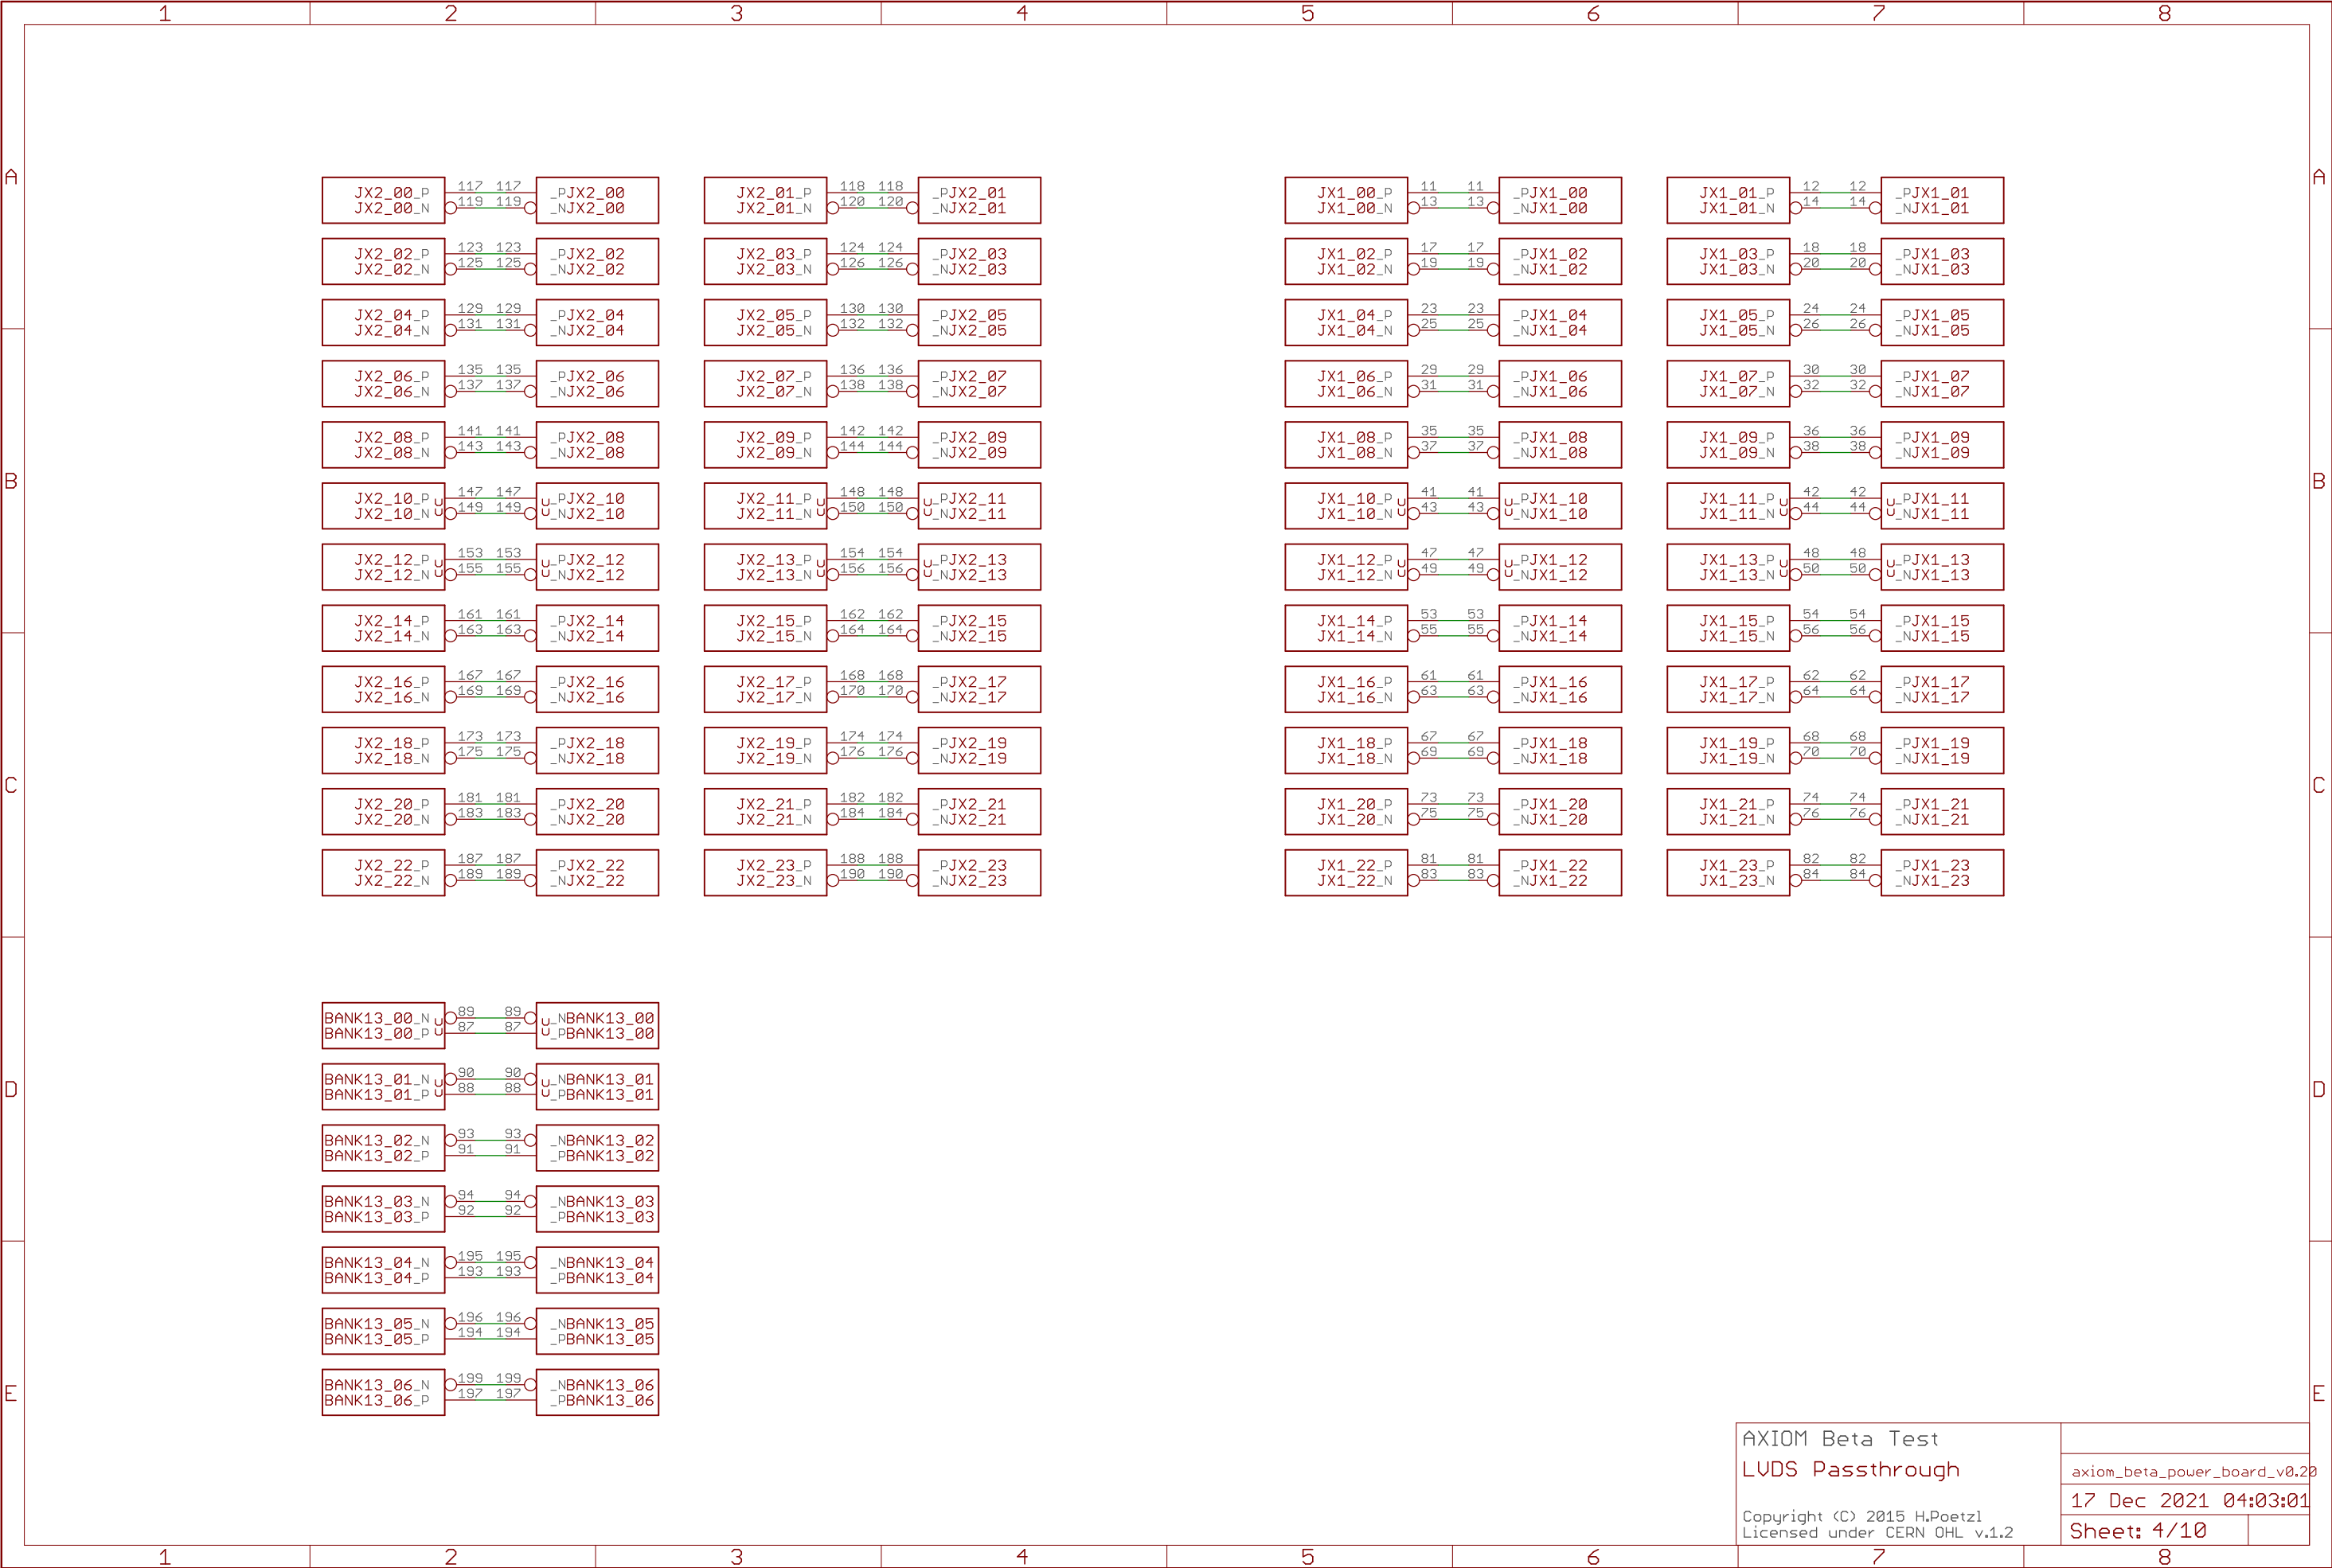 1 2 3 4 5 6 7 8
A A
JX2_00_P 117 117 _PJX2_00 JX2_01_P 118 118 _PJX2_01 JX1_00_P 11 11 _PJX1_00 JX1_01_P 12 12 _PJX1_01
JX2_00_N 119 119 _NJX2_00 JX2_01_N 120 120 _NJX2_01 JX1_00_N 13 13 _NJX1_00 JX1_01_N 14 14 _NJX1_01
JX2_02_P 123 123 _PJX2_02 JX2_03_P 124 124 _PJX2_03 JX1_02_P 17 17 _PJX1_02 JX1_03_P 18 18 _PJX1_03
JX2_02_N 125 125 _NJX2_02 JX2_03_N 126 126 _NJX2_03 JX1_02_N 19 19 _NJX1_02 JX1_03_N 20 20 _NJX1_03
JX2_04_P 129 129 _PJX2_04 JX2_05_P 130 130 _PJX2_05 JX1_04_P 23 23 _PJX1_04 JX1_05_P 24 24 _PJX1_05
JX2_04_N 131 131 _NJX2_04 JX2_05_N 132 132 _NJX2_05 JX1_04_N 25 25 _NJX1_04 JX1_05_N 26 26 _NJX1_05
JX2_06_P 135 135 _PJX2_06 JX2_07_P 136 136 _PJX2_07 JX1_06_P 29 29 _PJX1_06 JX1_07_P 30 30 _PJX1_07
JX2_06_N 137 137 _NJX2_06 JX2_07_N 138 138 _NJX2_07 JX1_06_N 31 31 _NJX1_06 JX1_07_N 32 32 _NJX1_07
JX2_08_P 141 141 _PJX2_08 JX2_09_P 142 142 _PJX2_09 JX1_08_P 35 35 _PJX1_08 JX1_09_P 36 36 _PJX1_09
JX2_08_N 143 143 _NJX2_08 JX2_09_N 144 144 _NJX2_09 JX1_08_N 37 37 _NJX1_08 JX1_09_N 38 38 _NJX1_09
B B
JX2_10_P 147 147 _PJX2_10 JX2_11_P 148 148 _PJX2_11 JX1_10_P 41 41 _PJX1_10 JX1_11_P 42 42 _PJX1_11
JX2_10_N 149 149 _NJX2_10 JX2_11_N 150 150 _NJX2_11 JX1_10_N 43 43 _NJX1_10 JX1_11_N 44 44 _NJX1_11
JX2_12_P 153 153 _PJX2_12 JX2_13_P 154 154 _PJX2_13 JX1_12_P 47 47 _PJX1_12 JX1_13_P 48 48 _PJX1_13
JX2_12_N 155 155 _NJX2_12 JX2_13_N 156 156 _NJX2_13 JX1_12_N 49 49 _NJX1_12 JX1_13_N 50 50 _NJX1_13
JX2_14_P 161 161 _PJX2_14 JX2_15_P 162 162 _PJX2_15 JX1_14_P 53 53 _PJX1_14 JX1_15_P 54 54 _PJX1_15
JX2_14_N 163 163 _NJX2_14 JX2_15_N 164 164 _NJX2_15 JX1_14_N 55 55 _NJX1_14 JX1_15_N 56 56 _NJX1_15
JX2_16_P 167 167 _PJX2_16 JX2_17_P 168 168 _PJX2_17 JX1_16_P 61 61 _PJX1_16 JX1_17_P 62 62 _PJX1_17
JX2_16_N 169 169 _NJX2_16 JX2_17_N 170 170 _NJX2_17 JX1_16_N 63 63 _NJX1_16 JX1_17_N 64 64 _NJX1_17
JX2_18_P 173 173 _PJX2_18 JX2_19_P 174 174 _PJX2_19 JX1_18_P 67 67 _PJX1_18 JX1_19_P 68 68 _PJX1_19
JX2_18_N 175 175 _NJX2_18 JX2_19_N 176 176 _NJX2_19 JX1_18_N 69 69 _NJX1_18 JX1_19_N 70 70 _NJX1_19
C C
JX2_20_P 181 181 _PJX2_20 JX2_21_P 182 182 _PJX2_21 JX1_20_P 73 73 _PJX1_20 JX1_21_P 74 74 _PJX1_21
JX2_20_N 183 183 _NJX2_20 JX2_21_N 184 184 _NJX2_21 JX1_20_N 75 75 _NJX1_20 JX1_21_N 76 76 _NJX1_21
JX2_22_P 187 187 _PJX2_22 JX2_23_P 188 188 _PJX2_23 JX1_22_P 81 81 _PJX1_22 JX1_23_P 82 82 _PJX1_23
JX2_22_N 189 189 _NJX2_22 JX2_23_N 190 190 _NJX2_23 JX1_22_N 83 83 _NJX1_22 JX1_23_N 84 84 _NJX1_23
BANK13_00_N 89 89 _NBANK13_00
BANK13_00_P 87 87 _PBANK13_00
BANK13_01_N 90 90 _NBANK13_01
D D
BANK13_01_P 88 88 _PBANK13_01
BANK13_02_N 93 93 _NBANK13_02
BANK13_02_P 91 91 _PBANK13_02
BANK13_03_N 94 94 _NBANK13_03
BANK13_03_P 92 92 _PBANK13_03
BANK13_04_N 195 195 _NBANK13_04
BANK13_04_P 193 193 _PBANK13_04
BANK13_05_N 196 196 _NBANK13_05
BANK13_05_P 194 194 _PBANK13_05
BANK13_06_N 199 199 _NBANK13_06
E E
BANK13_06_P 197 197 _PBANK13_06
AXIOM Beta Test
LVDS Passthrough
axiom_beta_power_board_v0.20
17 Dec 2021 04:03:01
Copyright (C) 2015 H.Poetzl
Licensed under CERN OHL v.1.2
Sheet: 4/10
1 2 3 4 5 6 7 8